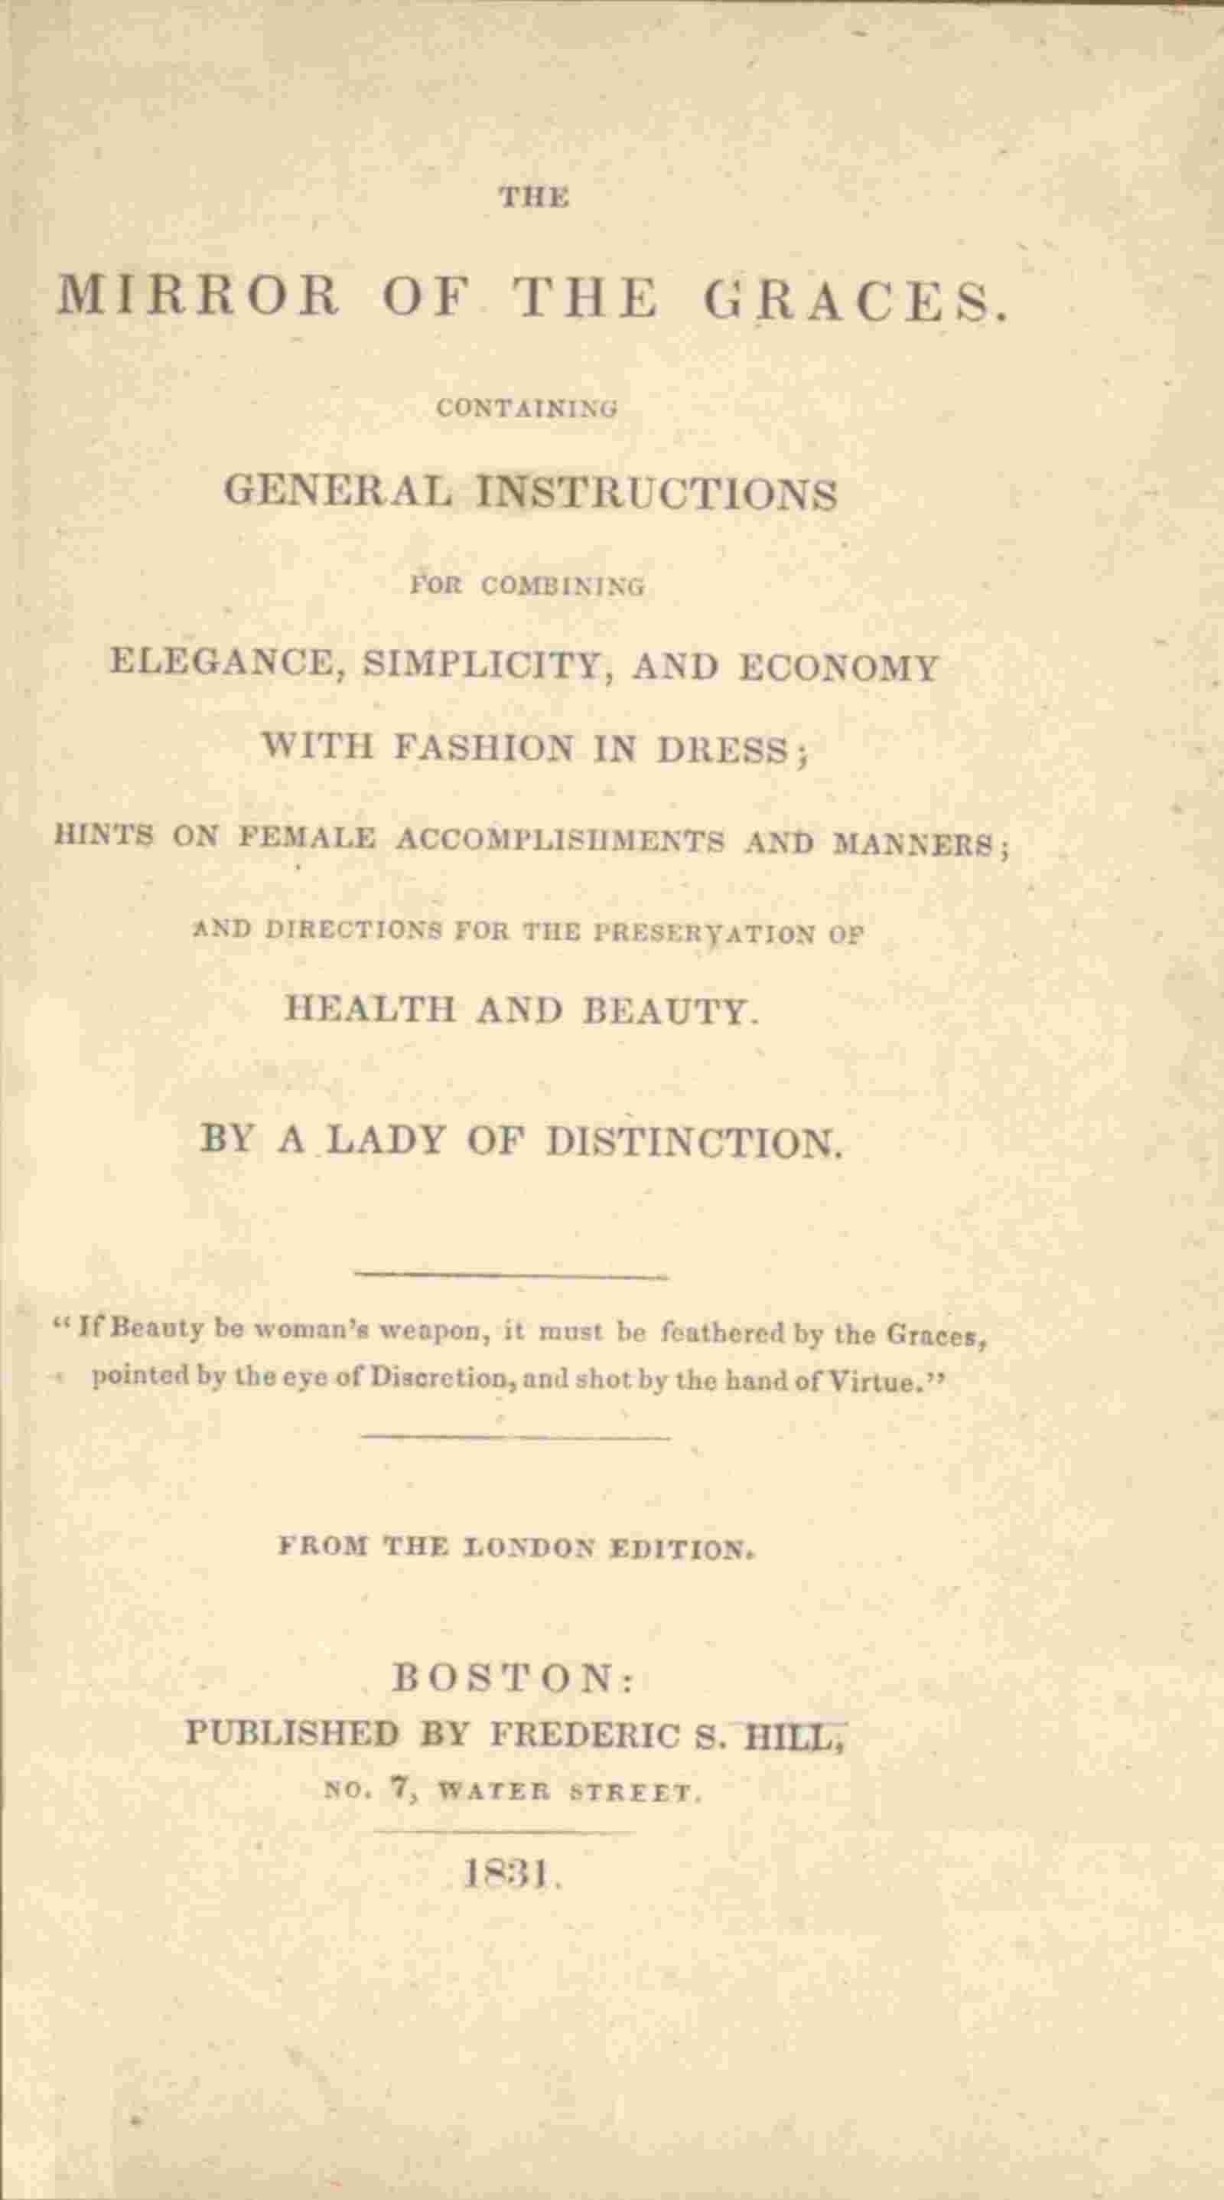 THE
MIRROR OF THE GRACES.
CONTAINING
GENERAL INSTRUCTIONS
FOR COMBINING
ELEGANCE, SIMPLICITY, AND ECONOMY
WITH FASHION IN DRESS;
HINTS ON FEMALE ACCOMPLISHMENTS AND MANNERS;
AND DIRECTIONS FOR THE PRESERVATION OF
HEALTH AND BEAUTY.
BY A LADY OF DISTINCTION.
"If Beauty be woman's weapon, it must be feathered by the Graces,
pointed by the eye of Discretion, and shot by the hand of Virtue."
FROM THE LONDON EDITION.
BOSTON:
PUBLISHED BY FREDERIC S. HILL,
NO. 7, WATER STREET.
1831.